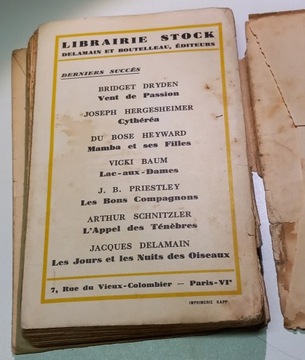 LIBRAIRIE STOCK
DELAMAIN ET BOUTELLEAU, ÉDITEURS
DERNIERS SUCCÈS
BRIDGET DRYDEN
Vent de Passion
JOSEPH HERGESHEIMER
Cythéréa
DU BOSE HEYWARD
Mamba et ses Filles
VICKI BAUM
Lac-aux-Dames
J. B. PRIESTLEY
Les Bons Compagnons
ARTHUR SCHNITZLER
L'Appel des Ténèbres
JACQUES DELAMAIN
Les Jours et les Nuits des Oiseaux
7, Rue du Vieux-Colombier — Paris-VIe
IMPRIMERIE KAPP